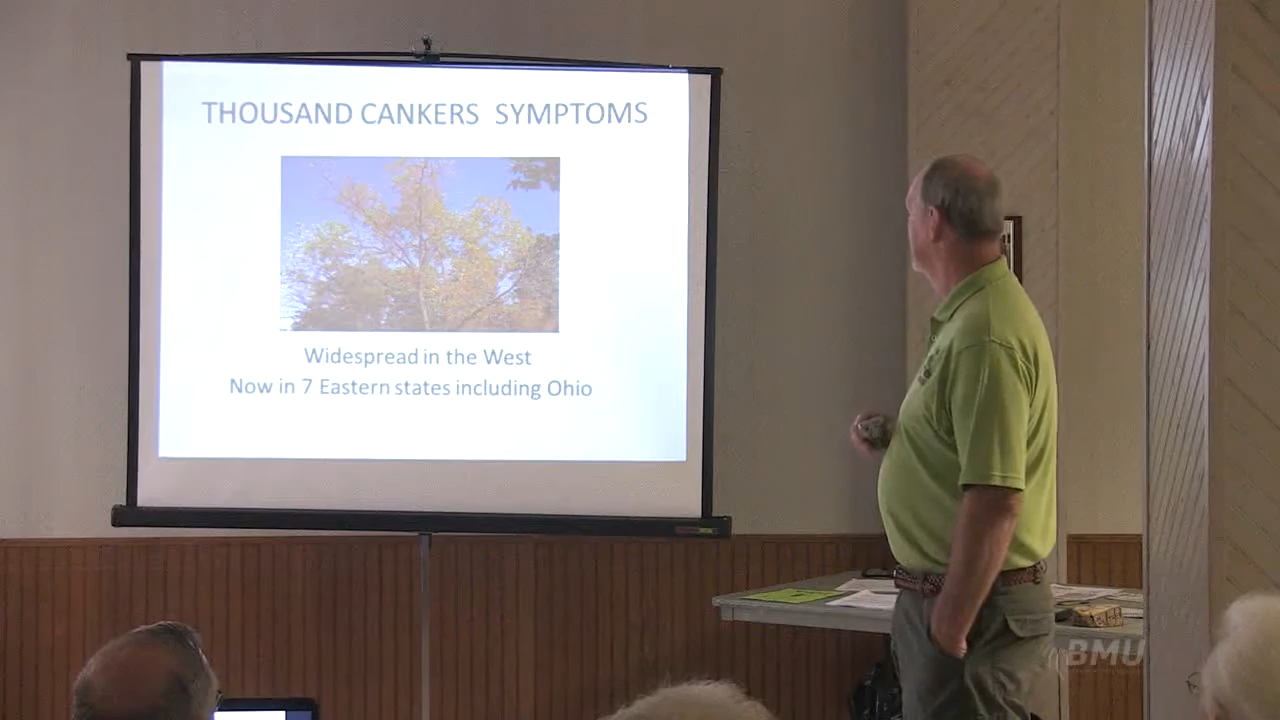 THOUSAND CANKERS SYMPTOMS
Widespread in the West
Now in 7 Eastern states including Ohio
BMU